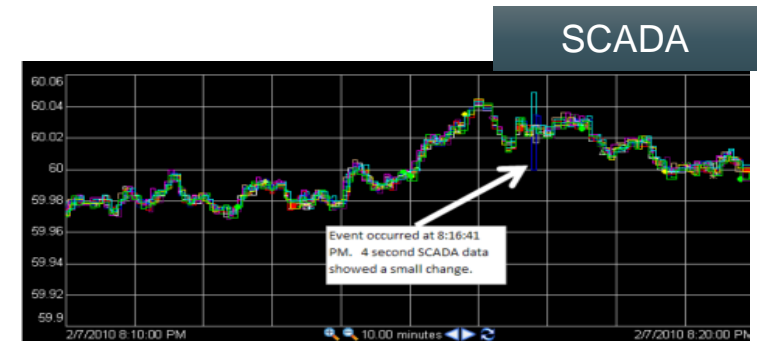 SCADA
60.06
60.04
60.02
60
59.98
59.96
59.94
59.92
59.9
Event occurred at 8:16:41
PM. 4 second SCADA data
showed a small change.
2/7/2010 8:10:00 PM 10.00 minutes 2/7/2010 8:20:00 PM